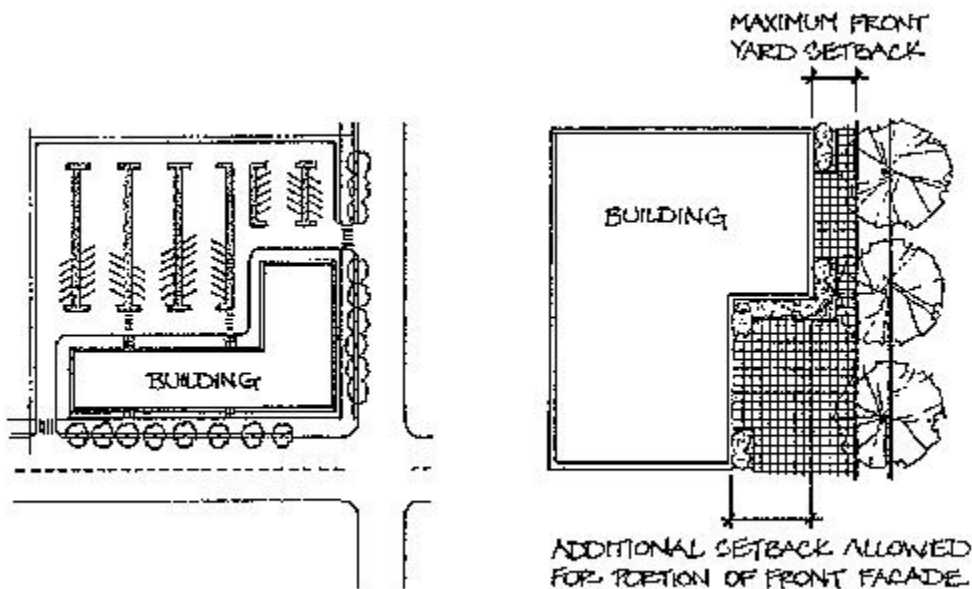 MAXIMUM FRONT
YARD SETBACK
BUILDING
BUILDING
ADDITIONAL SETBACK ALLOWED
FOR PORTION OF FRONT FACADE